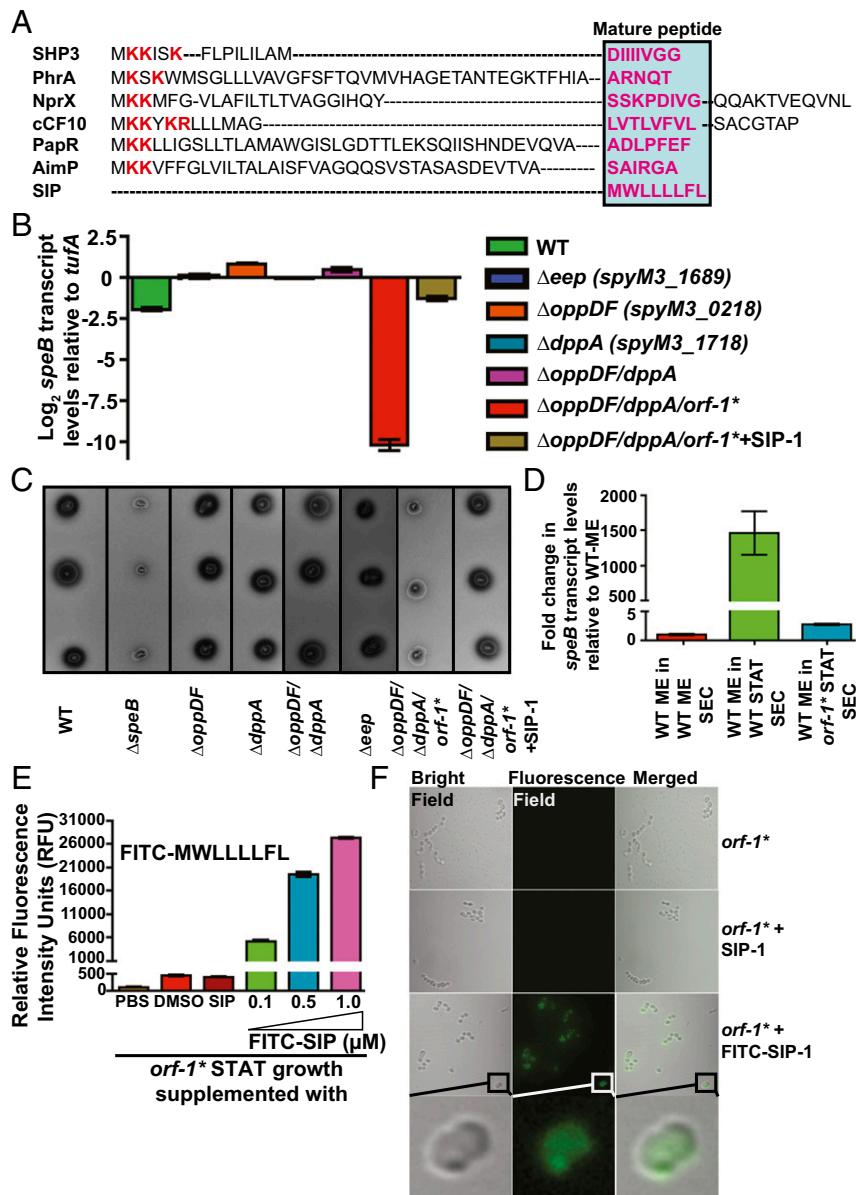 A
Mature peptide
SHP3 MKKISK---FLPILILAM---DIIIIVGG
PhrA MKSKWMSGLLLVAVGFSFTQVMVHAGETANTEGKTFHIA--ARNQT
NprX MKKMFG-VLAFILTLTVAGGIHQY---SSKPDIVG--QQAKTVEQVNL
cCF10 MKKYKRLLLMAG---LVTLVFVL---SACGTAP
PapR MKKLLIGSLLTLAMAWGISLGDTTLEKSQIISHNDEVQVA----ADLPFEF
AimP MKKVFFGLVILTALAISFVAGQQSVSTASASDEVTVA---------SAIRGA
SIP ---MWLLLLFL
B
Log2 speB transcript
levels relative to tufA
2.5
0
-2.5
-5.0
-7.5
-10
WT
Δeep (spyM3_1689)
ΔoppDF (spyM3_0218)
ΔdppA (spyM3_1718)
ΔoppDF/dppA
ΔoppDF/dppA/orf-1*
ΔoppDF/dppA/orf-1*+SIP-1
C
WT
ΔspeB
ΔoppDF
ΔdppA
ΔoppDF/
ΔdppA
Δeep
ΔoppDF/
ΔdppA/
orf-1*
ΔoppDF/
ΔdppA/
orf-1*
+SIP-1
D
Fold change in
speB transcript levels
relative to WT-ME
2000
1500
1000
500
5
0
WT ME in
WT ME
SEC
WT ME in
WT STAT
SEC
WT ME in
orf-1* STAT-
SEC
E
Relative Fluorescence
Intensity Units (RFU)
31000
26000
21000
16000
11000
6000
500
0
FITC-MWLLLLFL
PBS DMSO SIP 0.1 0.5 1.0
FITC-SIP (µM)
orf-1* STAT growth
supplemented with
F
Bright Fluorescence Merged
Field Field
orf-1*
orf-1* +
SIP-1
orf-1* +
FITC-SIP-1